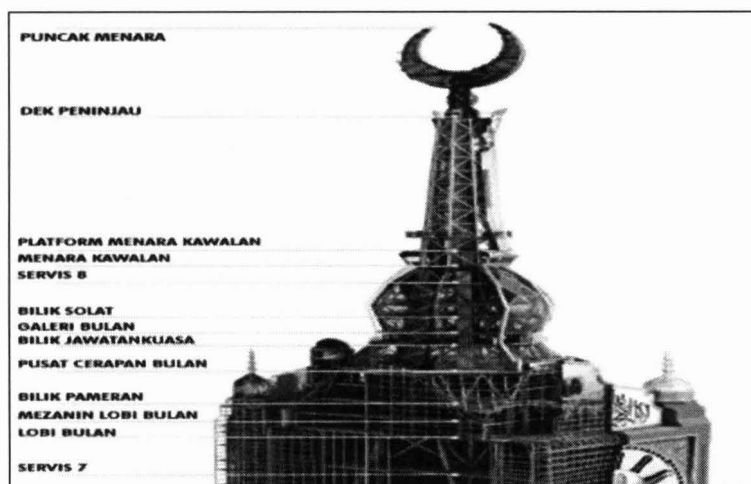 PUNCAK MENARA
DEK PENINJAU
PLATFORM MENARA KAWALAN
MENARA KAWALAN
SERVIS 8
BILIK SOLAT
GALERI BULAN
BILIK JAWATANKUASA
PUSAT CERAPAN BULAN
BILIK PAMERAN
MEZANIN LOBI BULAN
LOBI BULAN
SERVIS 7